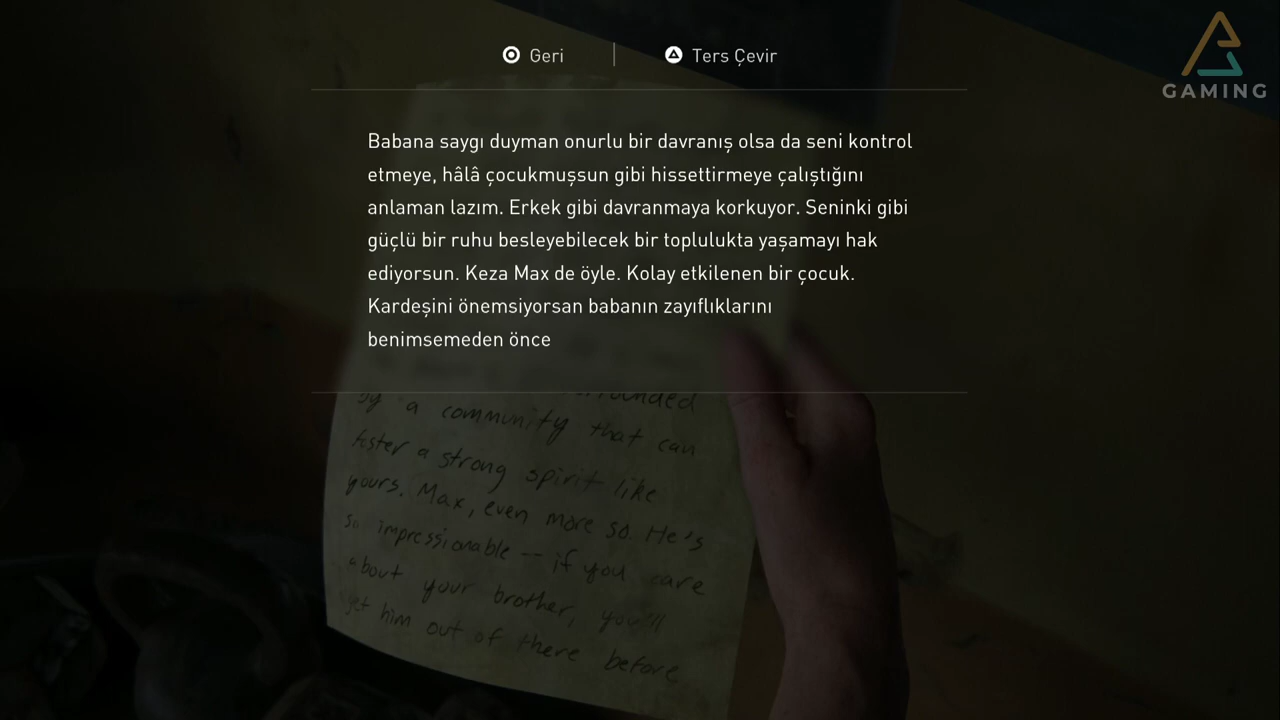 Geri
Ters Çevir
GAMING
Babana saygı duyman onurlu bir davranış olsa da seni kontrol
etmeye, hâlâ çocukmuşsun gibi hissettirmeye çalıştığını
anlaman lazım. Erkek gibi davranmaya korkuyor. Seninki gibi
güçlü bir ruhu besleyebilecek bir toplulukta yaşamayı hak
ediyorsun. Keza Max de öyle. Kolay etkilenen bir çocuk.
Kardeşini önemsiyorsan babanın zayıflıklarını
benimsemeden önce
by a community that can
foster a strong spirit like
yours. Max, even more so. He's
so impressionable -- if you care
about your brother, you'll
get him out of there before